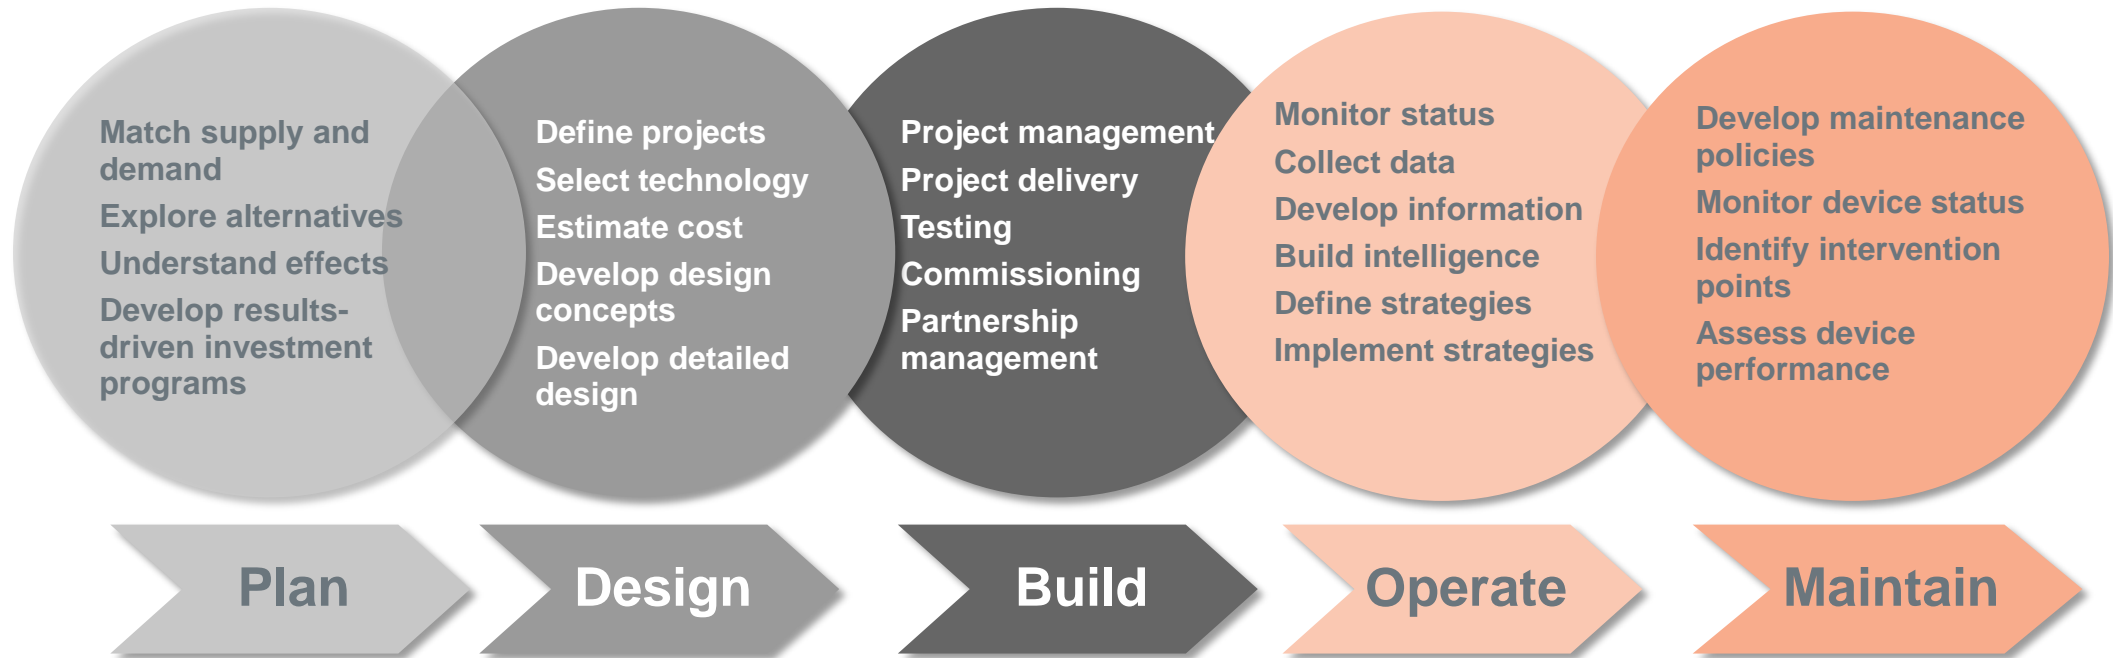 Match supply and
demand
Explore alternatives
Understand effects
Develop results-
driven investment
programs
Define projects
Select technology
Estimate cost
Develop design
concepts
Develop detailed
design
Project management
Project delivery
Testing
Commissioning
Partnership
management
Monitor status
Collect data
Develop information
Build intelligence
Define strategies
Implement strategies
Develop maintenance
policies
Monitor device status
Identify intervention
points
Assess device
performance
Plan
Design
Build
Operate
Maintain